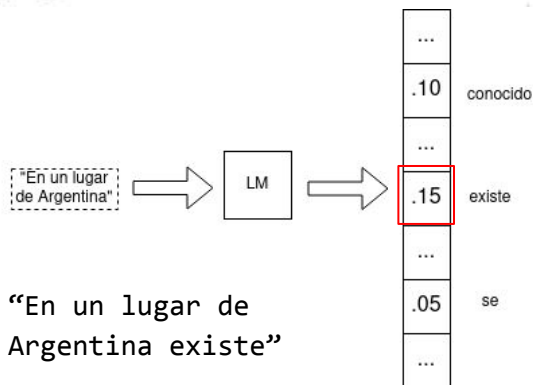 ...
.10 conocido
...
"En un lugar
de Argentina"
LM
.15 existe
...
.05 se
...
“En un lugar de
Argentina existe”